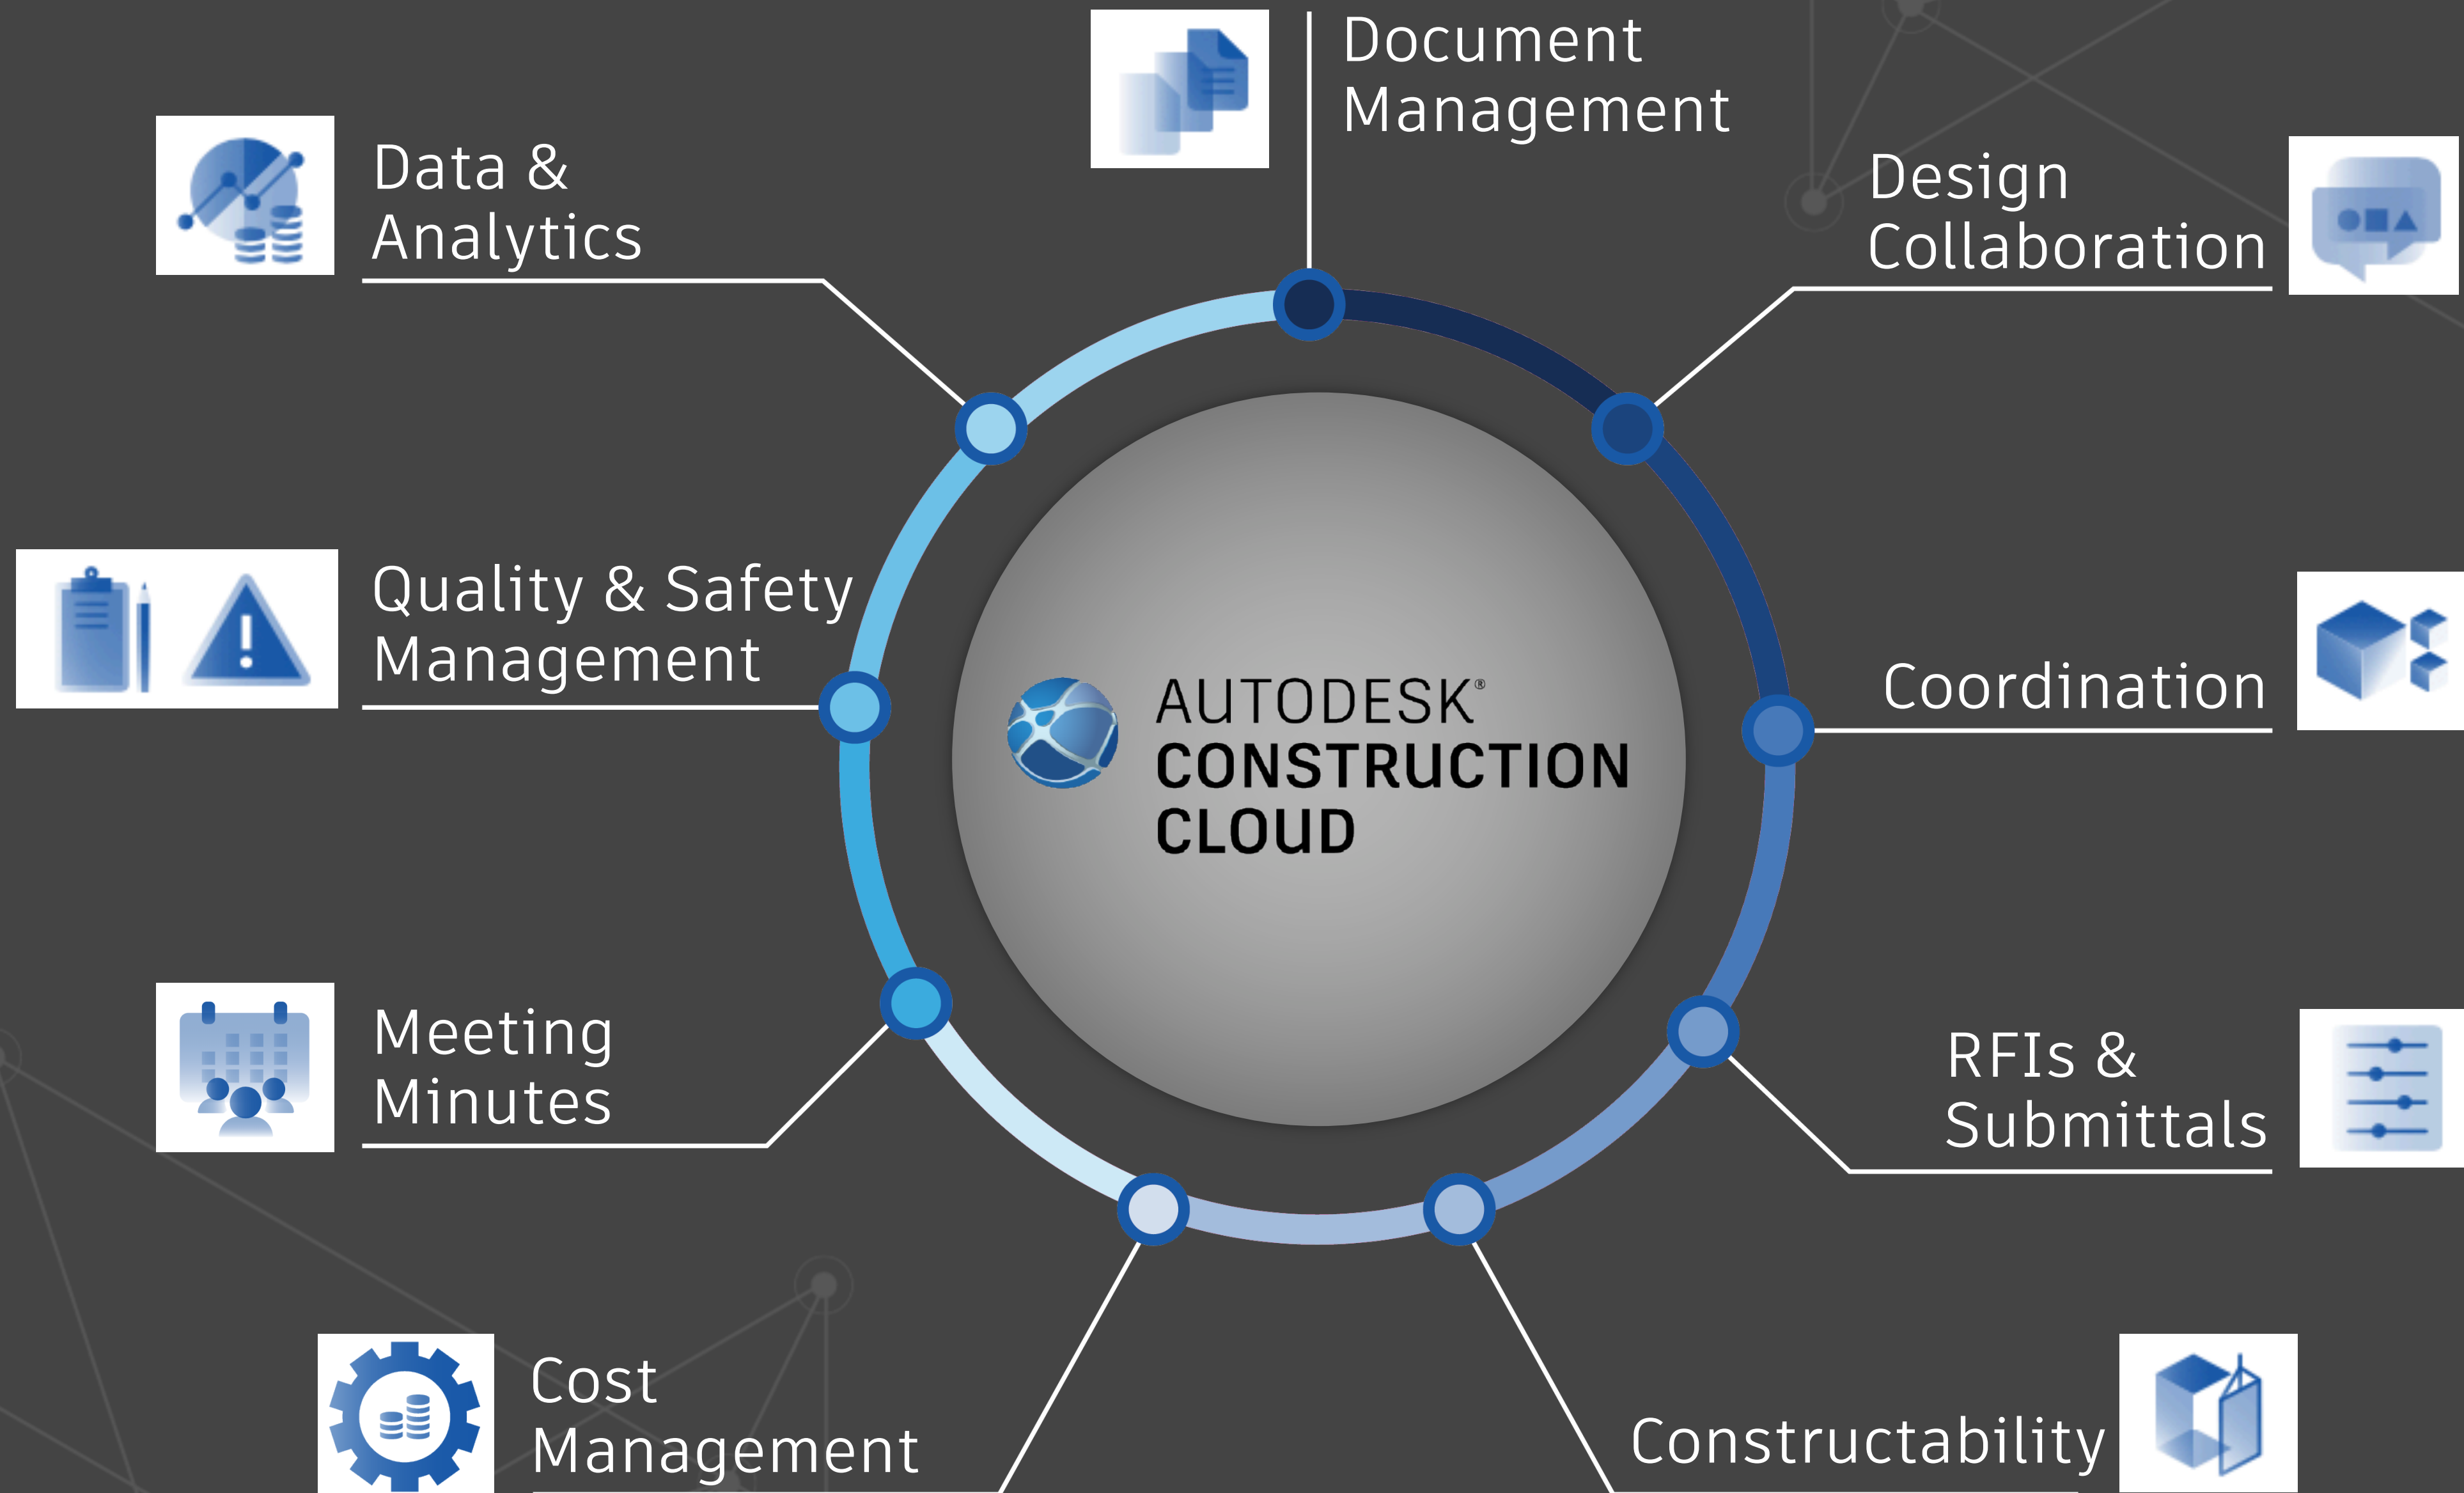 Document
Management
Design
Collaboration
Coordination
RFIs &
Submittals
Constructability
Cost
Management
Meeting
Minutes
Quality & Safety
Management
Data &
Analytics
AUTODESK®
CONSTRUCTION
CLOUD